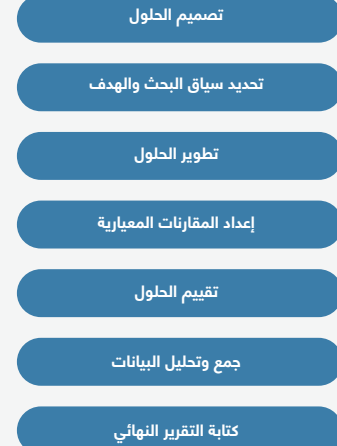 تصميم الحلول
تحديد سياق البحث والهدف
تطوير الحلول
إعداد المقارنات المعيارية
تقييم الحلول
جمع وتحليل البيانات
كتابة التقرير النهائي